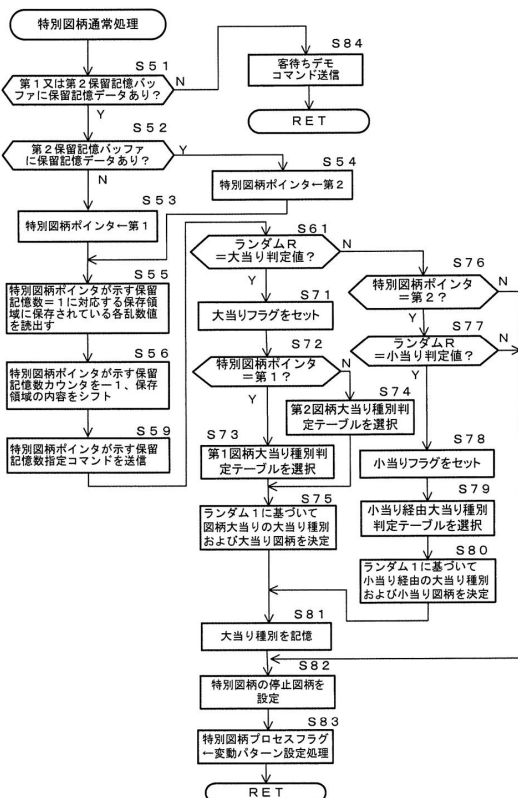 特別図柄通常処理
S51
第1又は第2保留記憶バッ
ファに保留記憶データあり?
N
Y
S84
客待ちデモ
コマンド送信
RET
S52
第2保留記憶バッファ
に保留記憶データあり?
Y
N
S54
特別図柄ポインタ←第2
S53
特別図柄ポインタ←第1
S55
特別図柄ポインタが示す保留
記憶数=1に対応する保存領
域に保存されている各乱数値
を読出す
S56
特別図柄ポインタが示す保留
記憶数カウンタを-1、保存
領域の内容をシフト
S59
特別図柄ポインタが示す保留
記憶数指定コマンドを送信
S61
ランダムR
=大当り判定値?
N
Y
S71
大当りフラグをセット
S72
特別図柄ポインタ
=第1?
N
Y
S74
第2図柄大当り種別判
定テーブルを選択
S73
第1図柄大当り種別判
定テーブルを選択
S75
ランダム1に基づいて
図柄大当りの大当り種別
および大当り図柄を決定
S76
特別図柄ポインタ
=第2?
N
Y
S77
ランダムR
=小当り判定値?
N
Y
S78
小当りフラグをセット
S79
小当り経由大当り種別
判定テーブルを選択
S80
ランダム1に基づいて
小当り経由の大当り種別
および小当り図柄を決定
S81
大当り種別を記憶
S82
特別図柄の停止図柄を
設定
S83
特別図柄プロセスフラグ
←変動パターン設定処理
RET